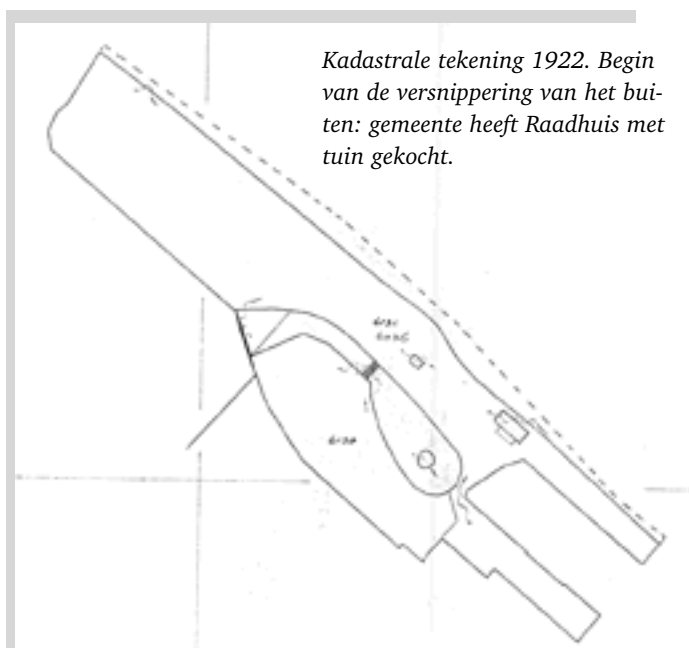 Kadastrale tekening 1922. Begin
van de versnippering van het bui-
ten: gemeente heeft Raadhuis met
tuin gekocht.